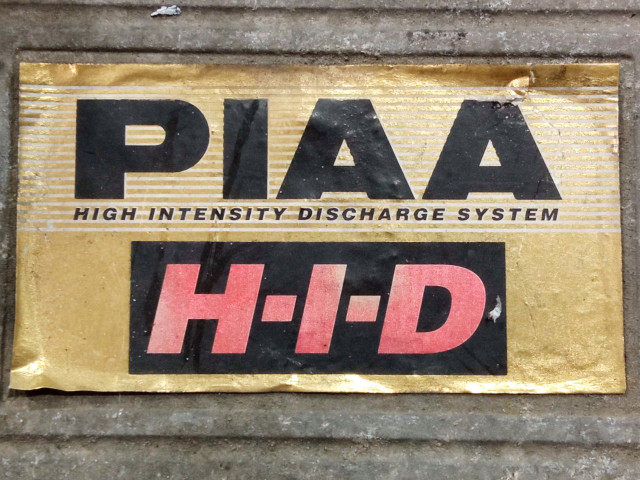 PIAA
HIGH INTENSITY DISCHARGE SYSTEM
H-I-D